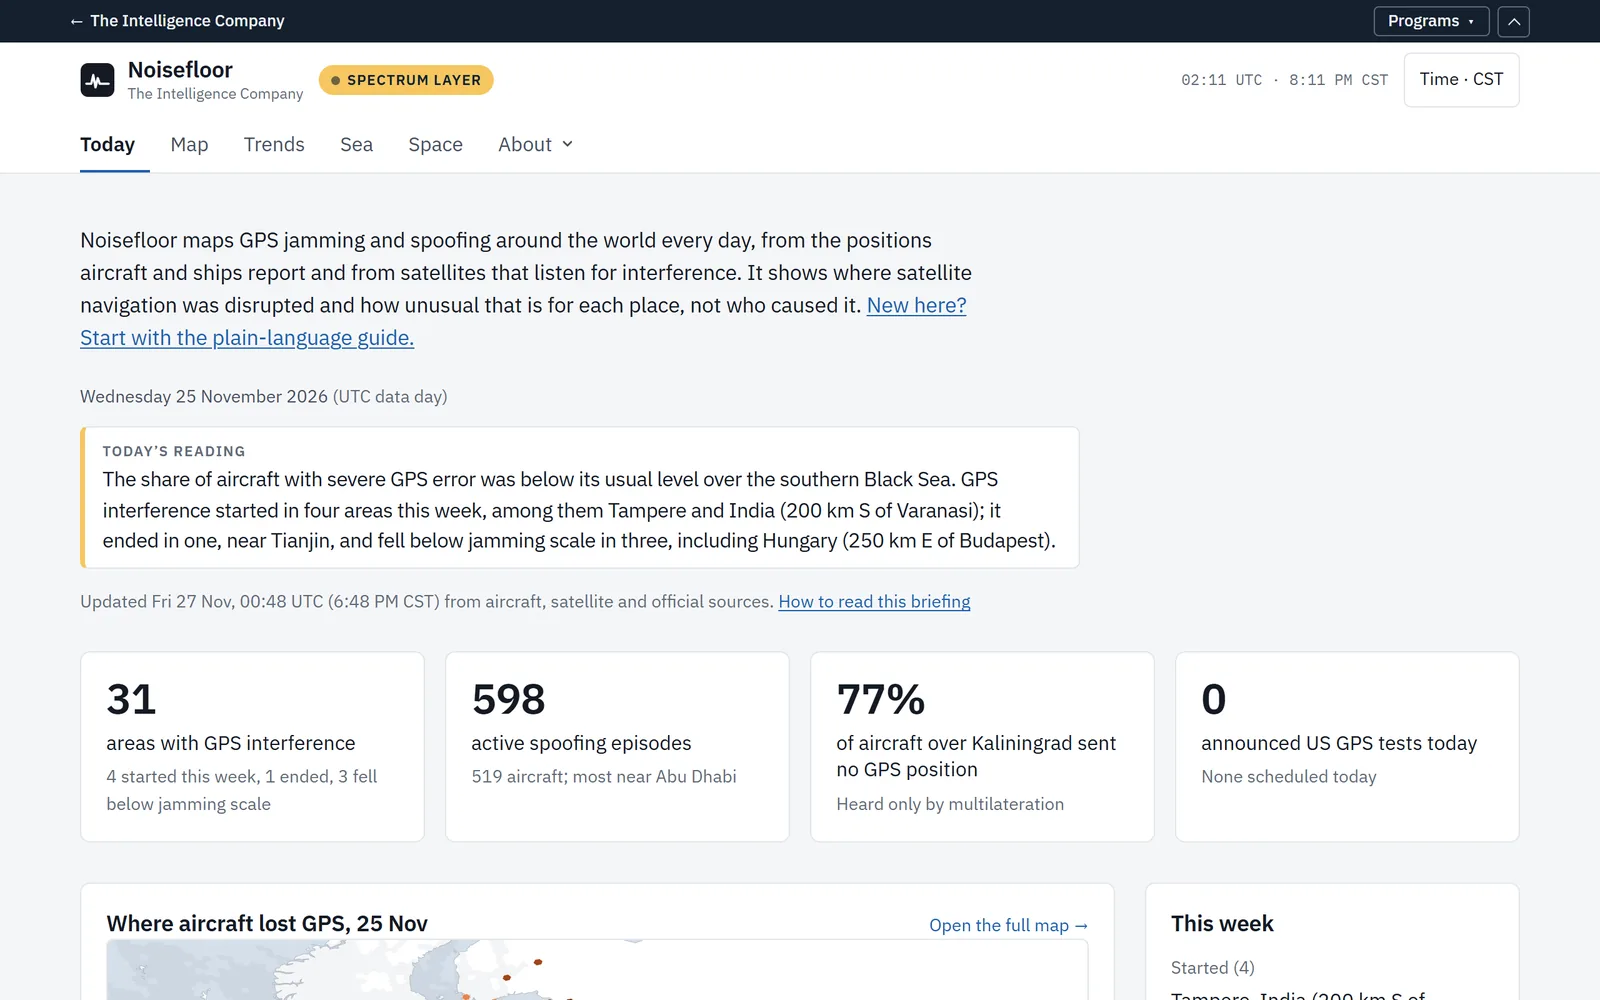 ← The Intelligence Company
Programs
Noisefloor
The Intelligence Company
SPECTRUM LAYER
02:11 UTC · 8:11 PM CST
Time · CST
Today
Map
Trends
Sea
Space
About
Noisefloor maps GPS jamming and spoofing around the world every day, from the positions
aircraft and ships report and from satellites that listen for interference. It shows where satellite
navigation was disrupted and how unusual that is for each place, not who caused it. New here?
Start with the plain-language guide.
Wednesday 25 November 2026 (UTC data day)
TODAY'S READING
The share of aircraft with severe GPS error was below its usual level over the southern Black Sea. GPS
interference started in four areas this week, among them Tampere and India (200 km S of Varanasi); it
ended in one, near Tianjin, and fell below jamming scale in three, including Hungary (250 km E of Budapest).
Updated Fri 27 Nov, 00:48 UTC (6:48 PM CST) from aircraft, satellite and official sources. How to read this briefing
31
areas with GPS interference
4 started this week, 1 ended, 3 fell
below jamming scale
598
active spoofing episodes
519 aircraft; most near Abu Dhabi
77%
of aircraft over Kaliningrad sent
no GPS position
Heard only by multilateration
0
announced US GPS tests today
None scheduled today
Where aircraft lost GPS, 25 Nov
Open the full map →
This week
Started (4)
Tampere, India (200 km S of